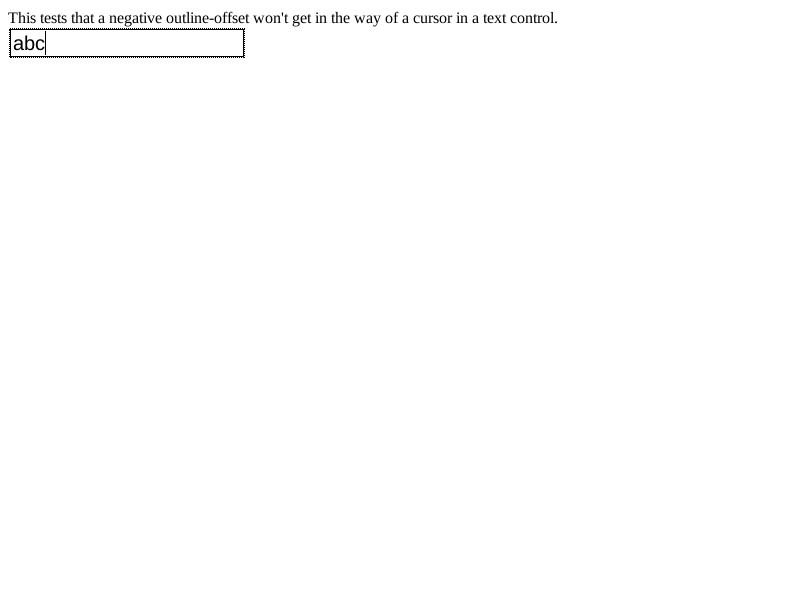 This tests that a negative outline-offset won't get in the way of a cursor in a text control.
abc